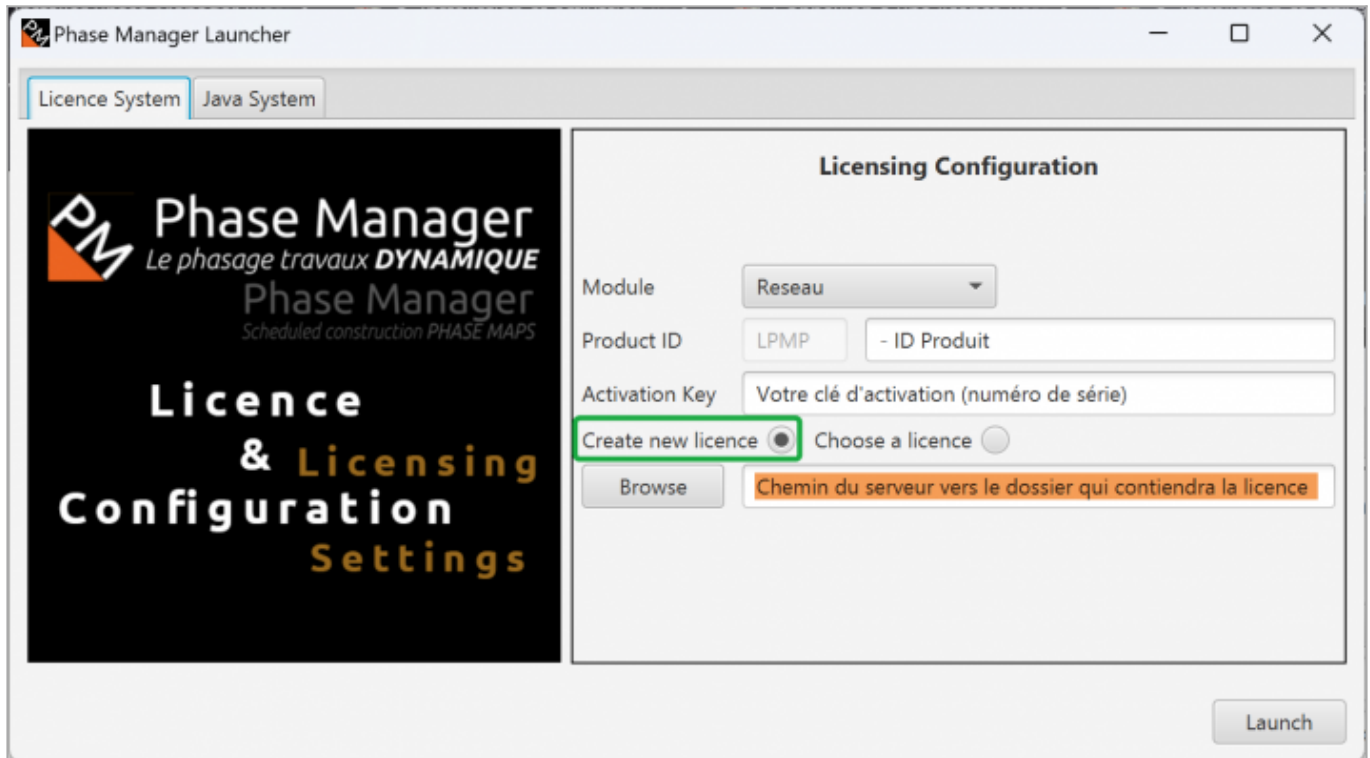 Phase Manager Launcher
Licence System Java System
PM Phase Manager
Le phasage travaux DYNAMIQUE
Phase Manager
Scheduled construction PHASE MAPS
Licence
& Licensing
Configuration
Settings
Licensing Configuration
Module Reseau
Product ID LPMP - ID Produit
Activation Key Votre clé d'activation (numéro de série)
Create new licence Choose a licence
Browse Chemin du serveur vers le dossier qui contiendra la licence
Launch